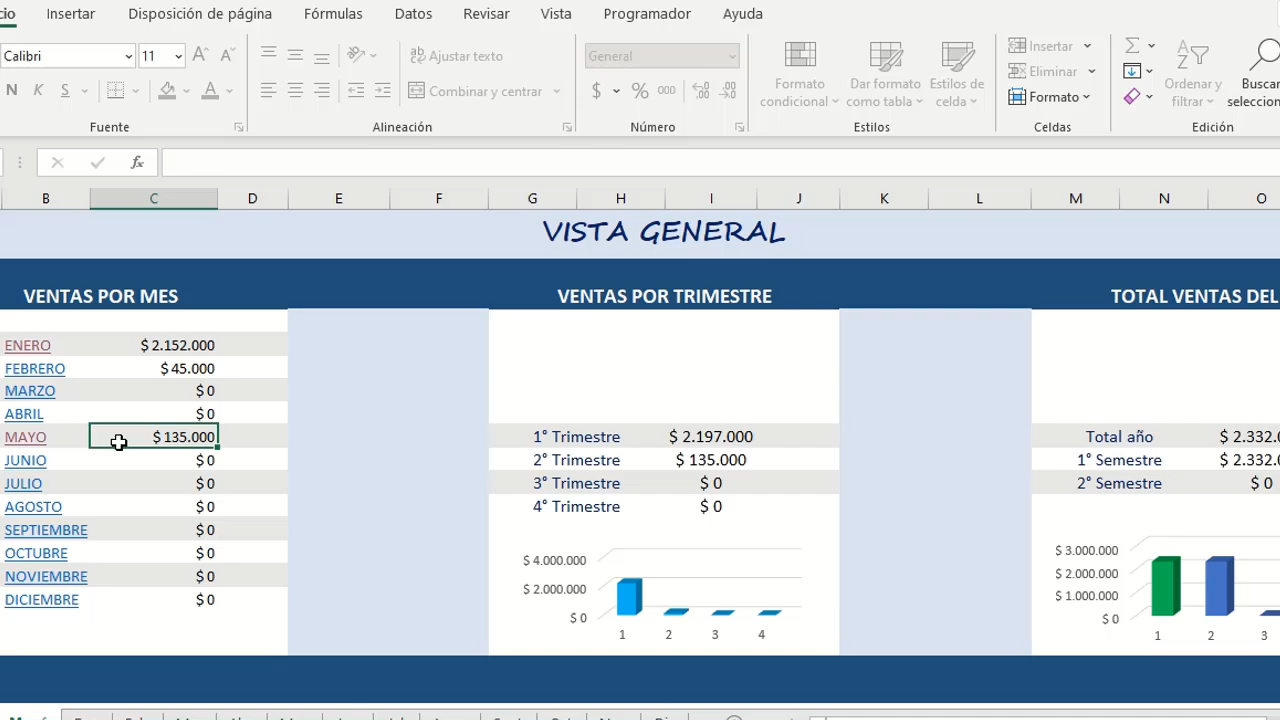 Insertar Disposición de página Fórmulas Datos Revisar Vista Programador Ayuda
Calibri 11 General Insertar
Ajustar texto
Eliminar
Formato condicional Dar formato como tabla Estilos de celda
Ordenar y filtrar
N K S Combinar y centrar $ % 000 Formato
Fuente Alineación Número Estilos Celdas Edición
fx
B C D E F G H I J K L M N O
VISTA GENERAL
VENTAS POR MES VENTAS POR TRIMESTRE TOTAL VENTAS DEL
ENERO $ 2.152.000
FEBRERO $ 45.000
MARZO $ 0
ABRIL $ 0
MAYO $ 135.000 1° Trimestre $ 2.197.000 Total año
JUNIO $ 0 2° Trimestre $ 135.000 1° Semestre
JULIO $ 0 3° Trimestre $ 0 2° Semestre $ 0
AGOSTO $ 0 4° Trimestre $ 0
SEPTIEMBRE $ 0
OCTUBRE $ 0
NOVIEMBRE $ 0
DICIEMBRE $ 0
$ 4.000.000
$ 2.000.000
$ 0
1 2 3 4
$ 3.000.000
$ 2.000.000
$ 1.000.000
$ 0
1 2 3